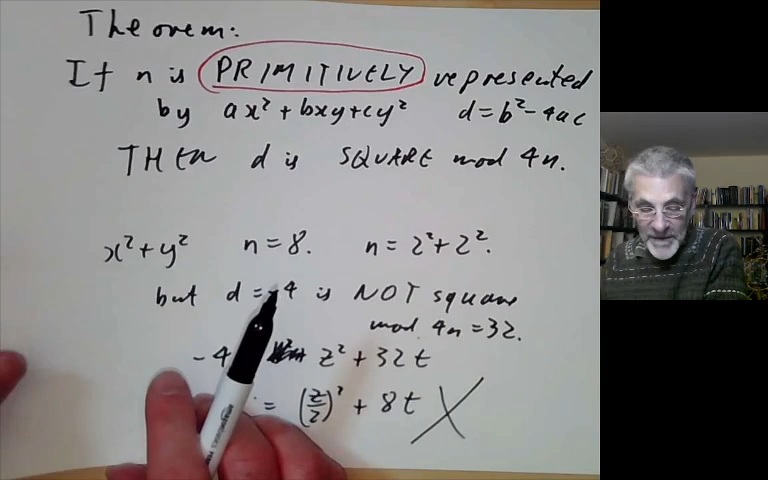 Theorem:
If n is PRIMITIVELY represented
by ax² + bxy + cy² d = b² - 4ac
THEN d is SQUARE mod 4n.
x² + y² n = 8. n = 2² + 2².
but d = -4 is NOT square
mod 4n = 32.
-4 z² + 32t
= (z/2)² + 8t